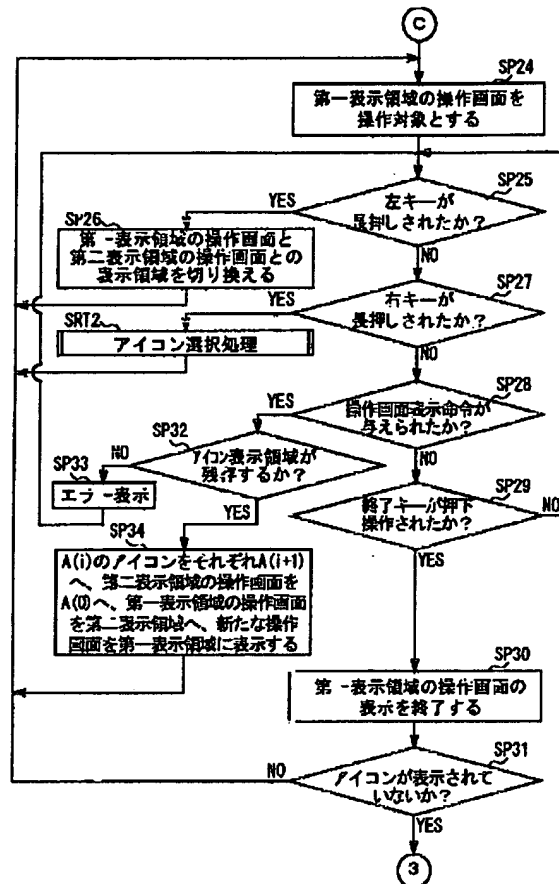 C
SP24
第一表示領域の操作画面を
操作対象とする
SP25
左キーが
長押しされたか?
YES
NO
SP26
第一表示領域の操作画面と
第二表示領域の操作画面との
表示領域を切り換える
SP27
右キーが
長押しされたか?
YES
NO
SRT2
アイコン選択処理
SP28
操作画面表示命令が
与えられたか?
YES
NO
SP32
アイコン表示領域が
残存するか?
NO
YES
SP33
エラー表示
SP29
終了キーが押下
操作されたか?
NO
YES
SP34
A(i)のアイコンをそれぞれA(i+1)
へ、第二表示領域の操作画面を
A(0)へ、第一表示領域の操作画面
を第二表示領域へ、新たな操作
画面を第一表示領域に表示する
SP30
第一表示領域の操作画面の
表示を終了する
SP31
アイコンが表示されて
いないか?
NO
YES
3